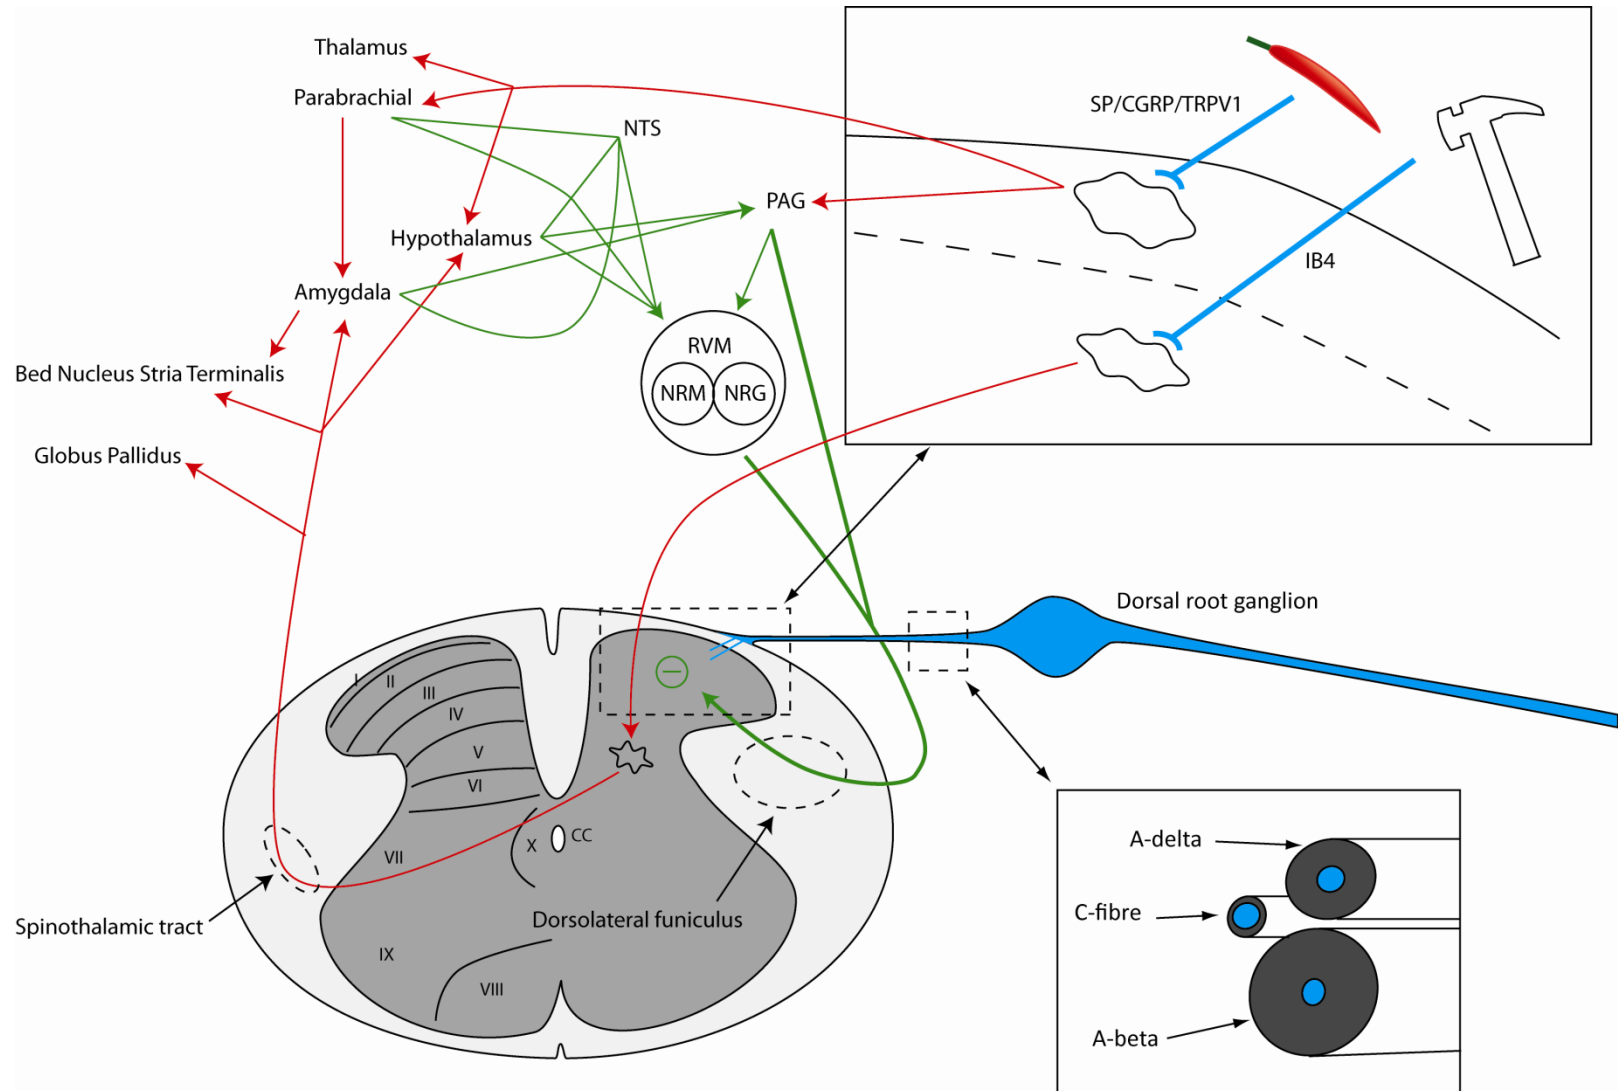 Thalamus
Parabrachial
NTS
PAG
Hypothalamus
Amygdala
Bed Nucleus Stria Terminalis
Globus Pallidus
RVM
NRM
NRG
SP/CGRP/TRPV1
IB4
Dorsal root ganglion
I
II
III
IV
V
VI
VII
X
CC
IX
VIII
Spinothalamic tract
Dorsolateral funiculus
A-delta
C-fibre
A-beta